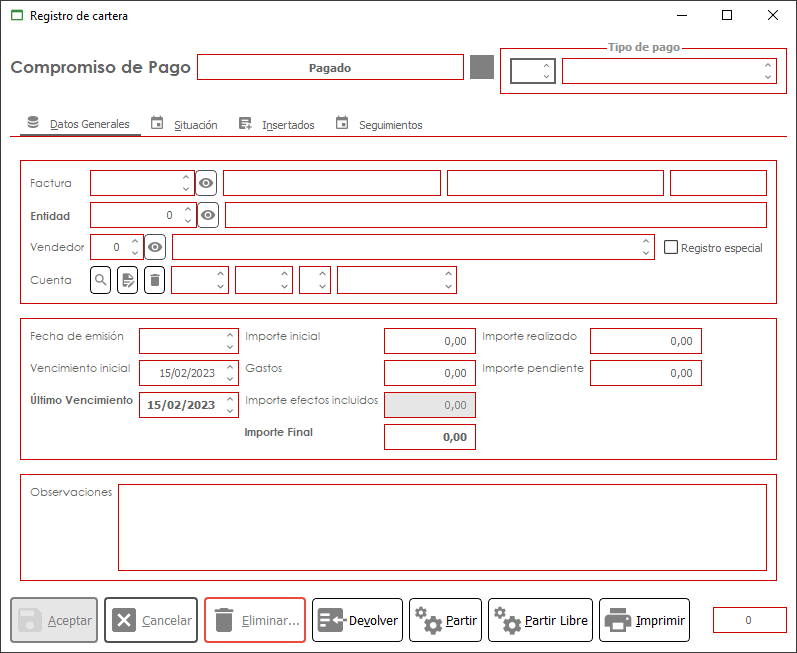 Registro de cartera
Tipo de pago
Compromiso de Pago Pagado
Datos Generales Situación Insertados Seguimientos
Factura
Entidad 0
Vendedor 0 Registro especial
Cuenta
Fecha de emisión Importe inicial 0,00 Importe realizado 0,00
Vencimiento inicial 15/02/2023 Gastos 0,00 Importe pendiente 0,00
Último Vencimiento 15/02/2023 Importe efectos incluidos 0,00
Importe Final 0,00
Observaciones
Aceptar Cancelar Eliminar... Devolver Partir Partir Libre Imprimir 0